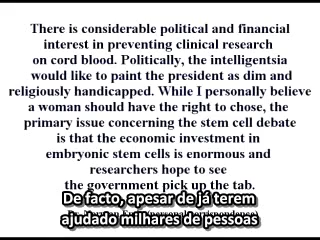 There is considerable political and financial
interest in preventing clinical research
on cord blood. Politically, the intelligentsia
would like to paint the president as dim and
religiously handicapped. While I personally believe
a woman should have the right to chose, the
primary issue concerning the stem cell debate
is that the economic investment in
embryonic stem cells is enormous and
researchers hope to see
the government pick up the tab.
De facto, apesar de já terem
ajudado milhares de pessoas